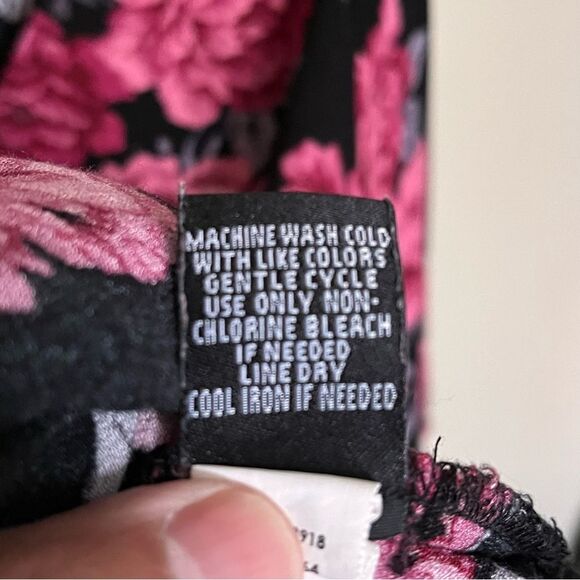 MACHINE WASH COLD
WITH LIKE COLORS
GENTLE CYCLE
USE ONLY NON-
CHLORINE BLEACH
IF NEEDED
LINE DRY
COOL IRON IF NEEDED